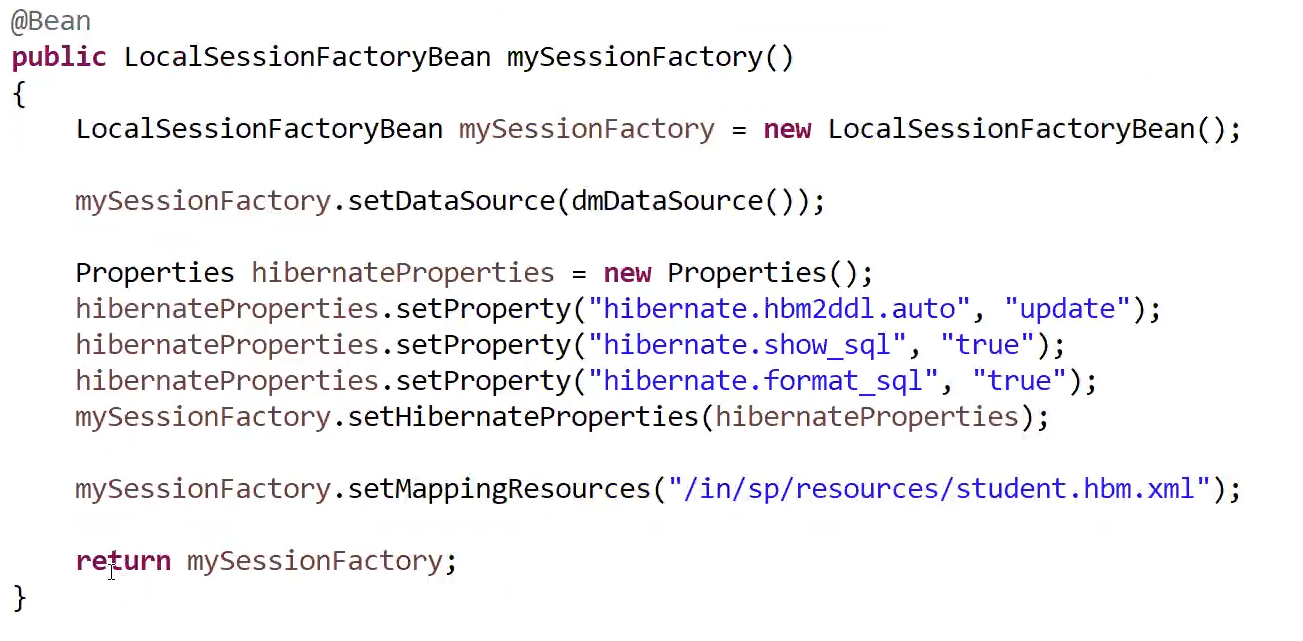 @Bean
public LocalSessionFactoryBean mySessionFactory()
{
LocalSessionFactoryBean mySessionFactory = new LocalSessionFactoryBean();
mySessionFactory.setDataSource(dmDataSource());
Properties hibernateProperties = new Properties();
hibernateProperties.setProperty("hibernate.hbm2ddl.auto", "update");
hibernateProperties.setProperty("hibernate.show_sql", "true");
hibernateProperties.setProperty("hibernate.format_sql", "true");
mySessionFactory.setHibernateProperties(hibernateProperties);
mySessionFactory.setMappingResources("/in/sp/resources/student.hbm.xml");
return mySessionFactory;
}